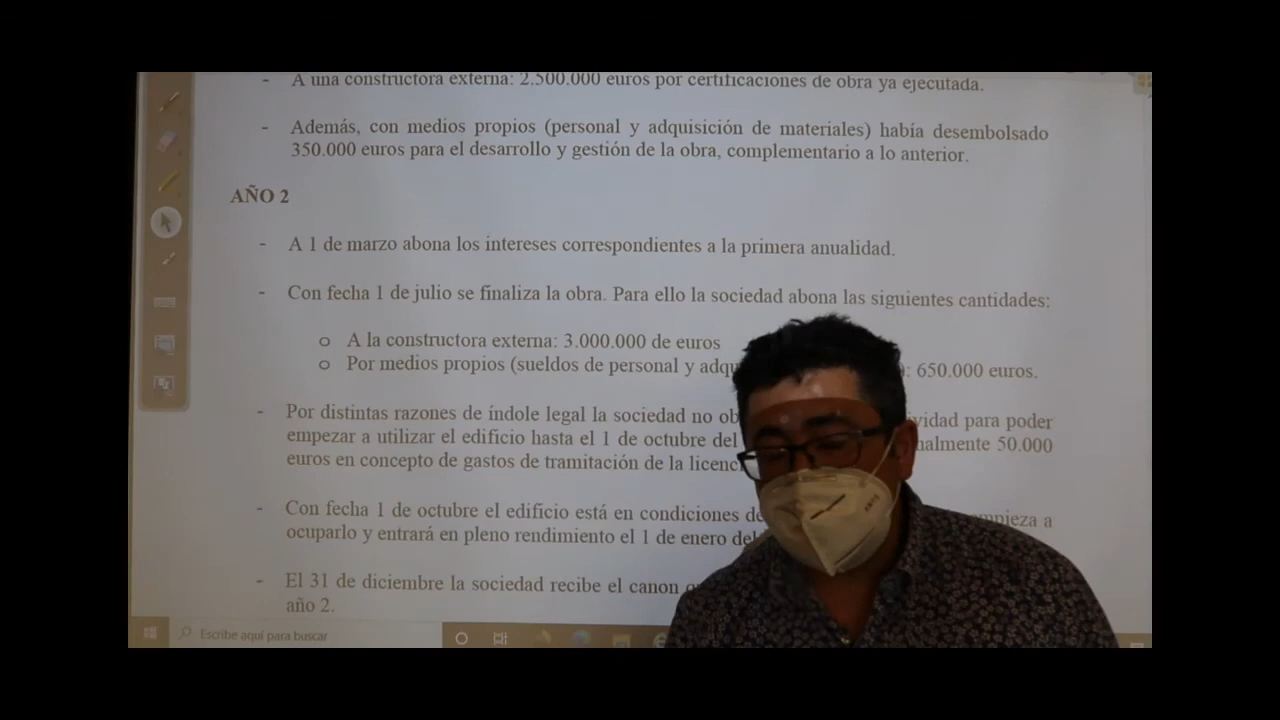 - A una constructora externa: 2.500.000 euros por certificaciones de obra ya ejecutada.
- Además, con medios propios (personal y adquisición de materiales) había desembolsado
350.000 euros para el desarrollo y gestión de la obra, complementario a lo anterior.
AÑO 2
- A 1 de marzo abona los intereses correspondientes a la primera anualidad.
- Con fecha 1 de julio se finaliza la obra. Para ello la sociedad abona las siguientes cantidades:
o A la constructora externa: 3.000.000 de euros
o Por medios propios (sueldos de personal y adqu : 650.000 euros.
- Por distintas razones de índole legal la sociedad no ob vidad para poder
empezar a utilizar el edificio hasta el 1 de octubre del nalmente 50.000
euros en concepto de gastos de tramitación de la licenc
- Con fecha 1 de octubre el edificio está en condiciones de empieza a
ocuparlo y entrará en pleno rendimiento el 1 de enero del
- El 31 de diciembre la sociedad recibe el canon
año 2.
Escribe aquí para buscar